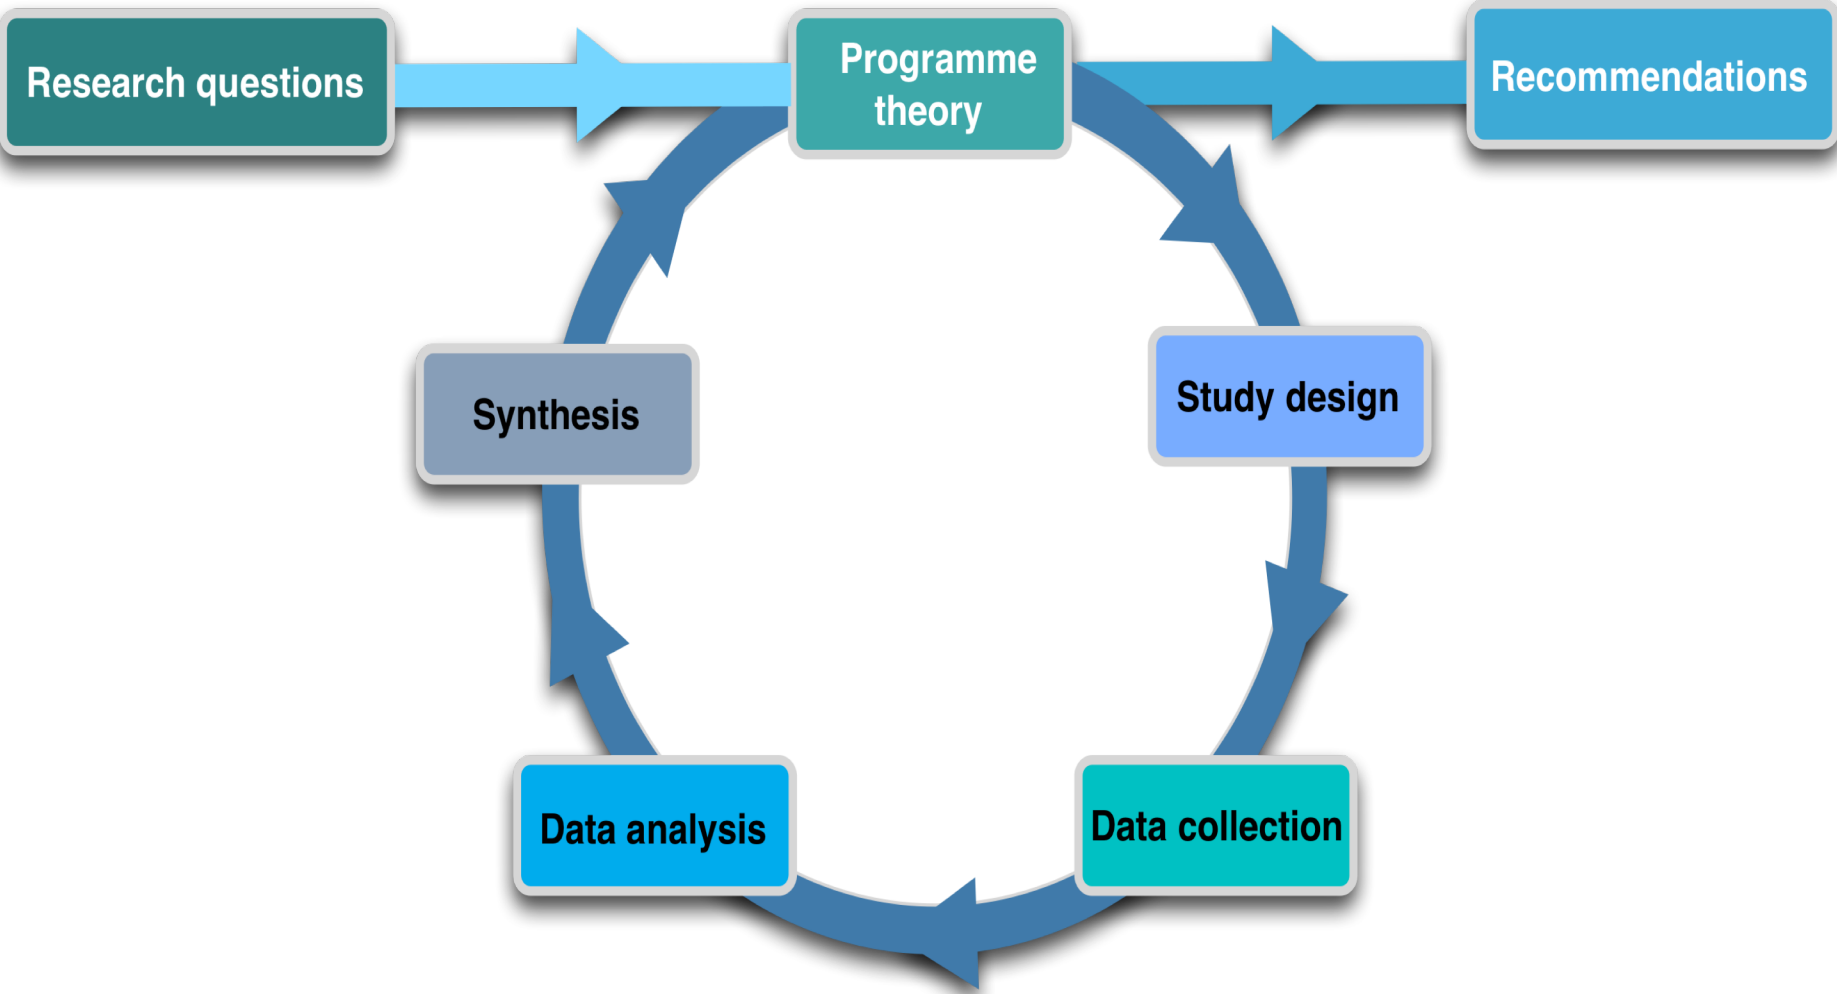 Research questions
Programme
theory
Recommendations
Synthesis
Study design
Data analysis
Data collection